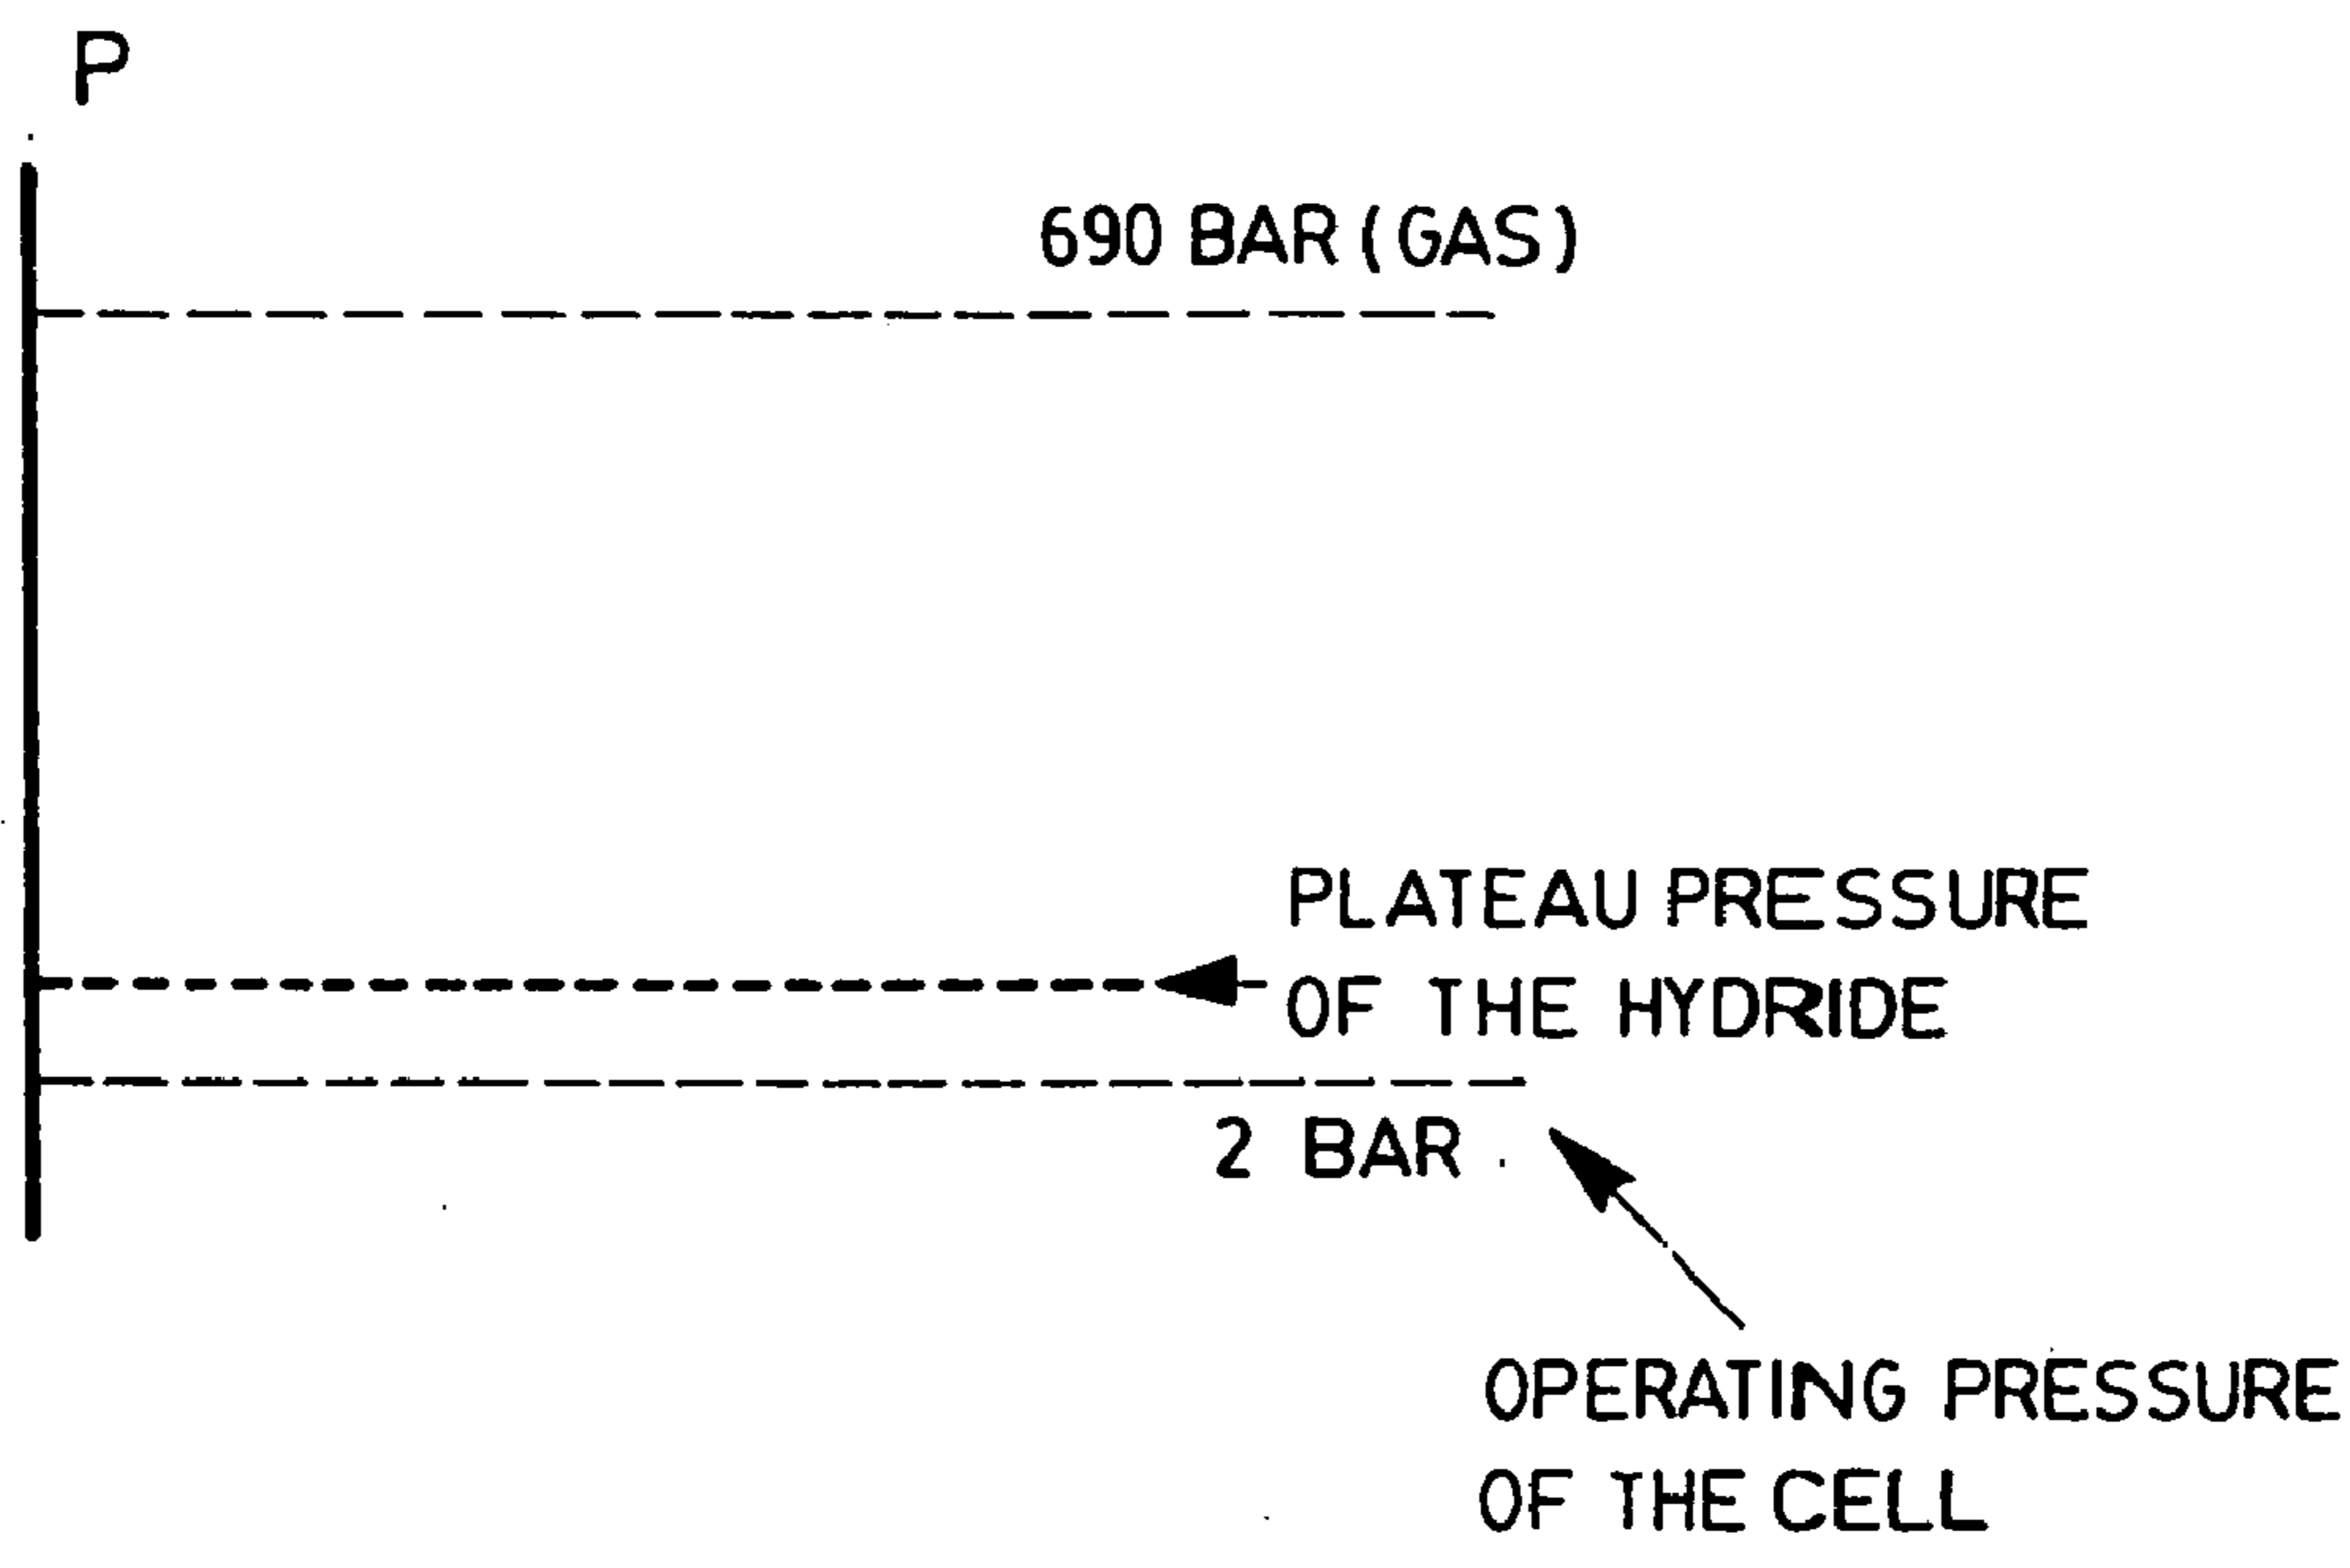 P
690 BAR (GAS)
PLATEAU PRESSURE
OF THE HYDRIDE
2 BAR
OPERATING PRESSURE
OF THE CELL